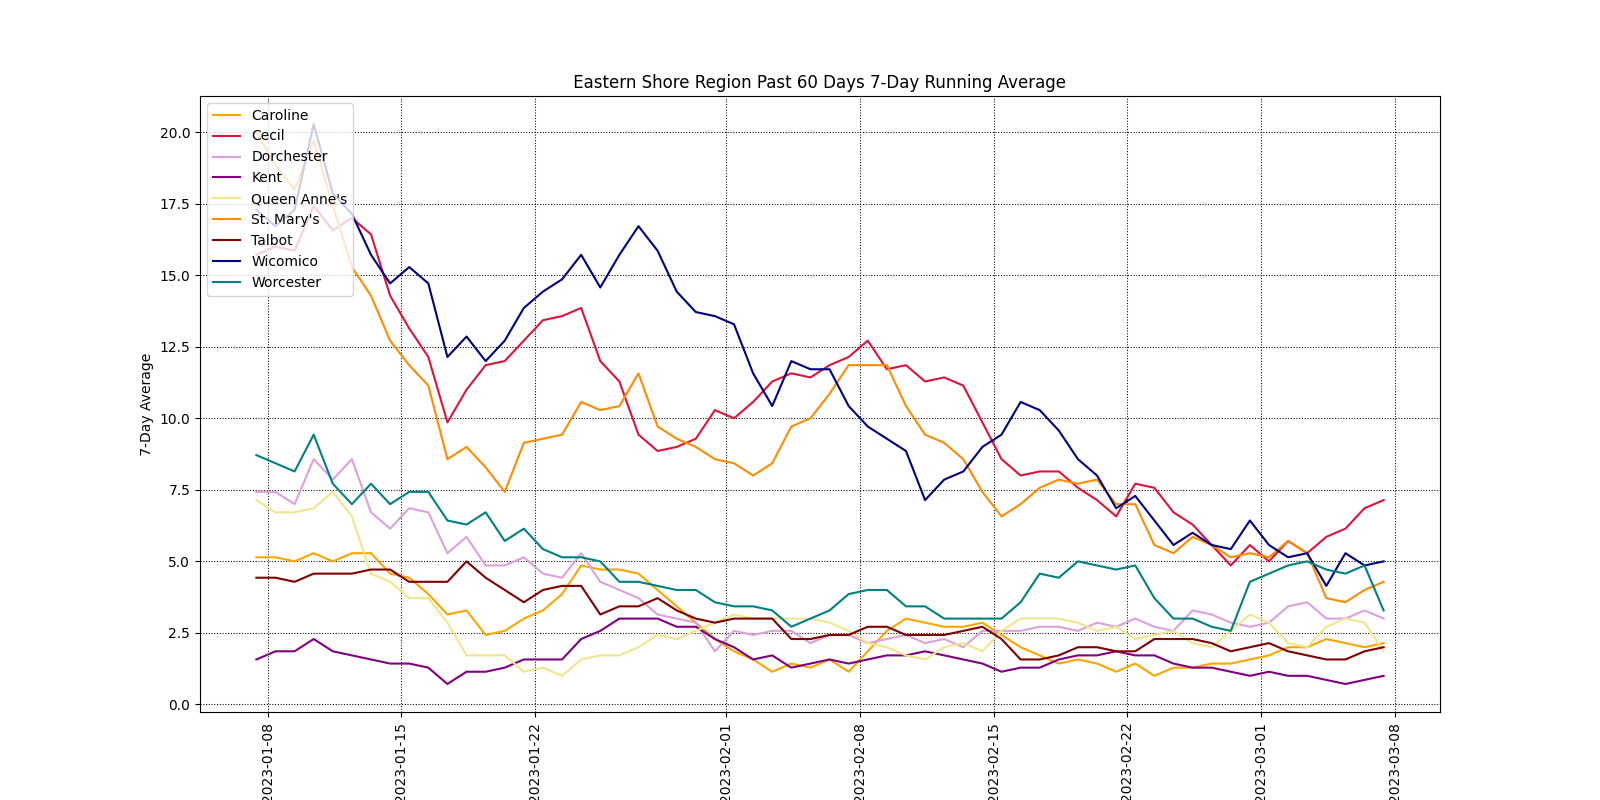 Eastern Shore Region Past 60 Days 7-Day Running Average
Caroline
Cecil
Dorchester
Kent
Queen Anne's
St. Mary's
Talbot
Wicomico
Worcester
7-Day Average
20.0
17.5
15.0
12.5
10.0
7.5
5.0
2.5
0.0
2023-01-08
2023-01-15
2023-01-22
2023-02-01
2023-02-08
2023-02-15
2023-02-22
2023-03-01
2023-03-08